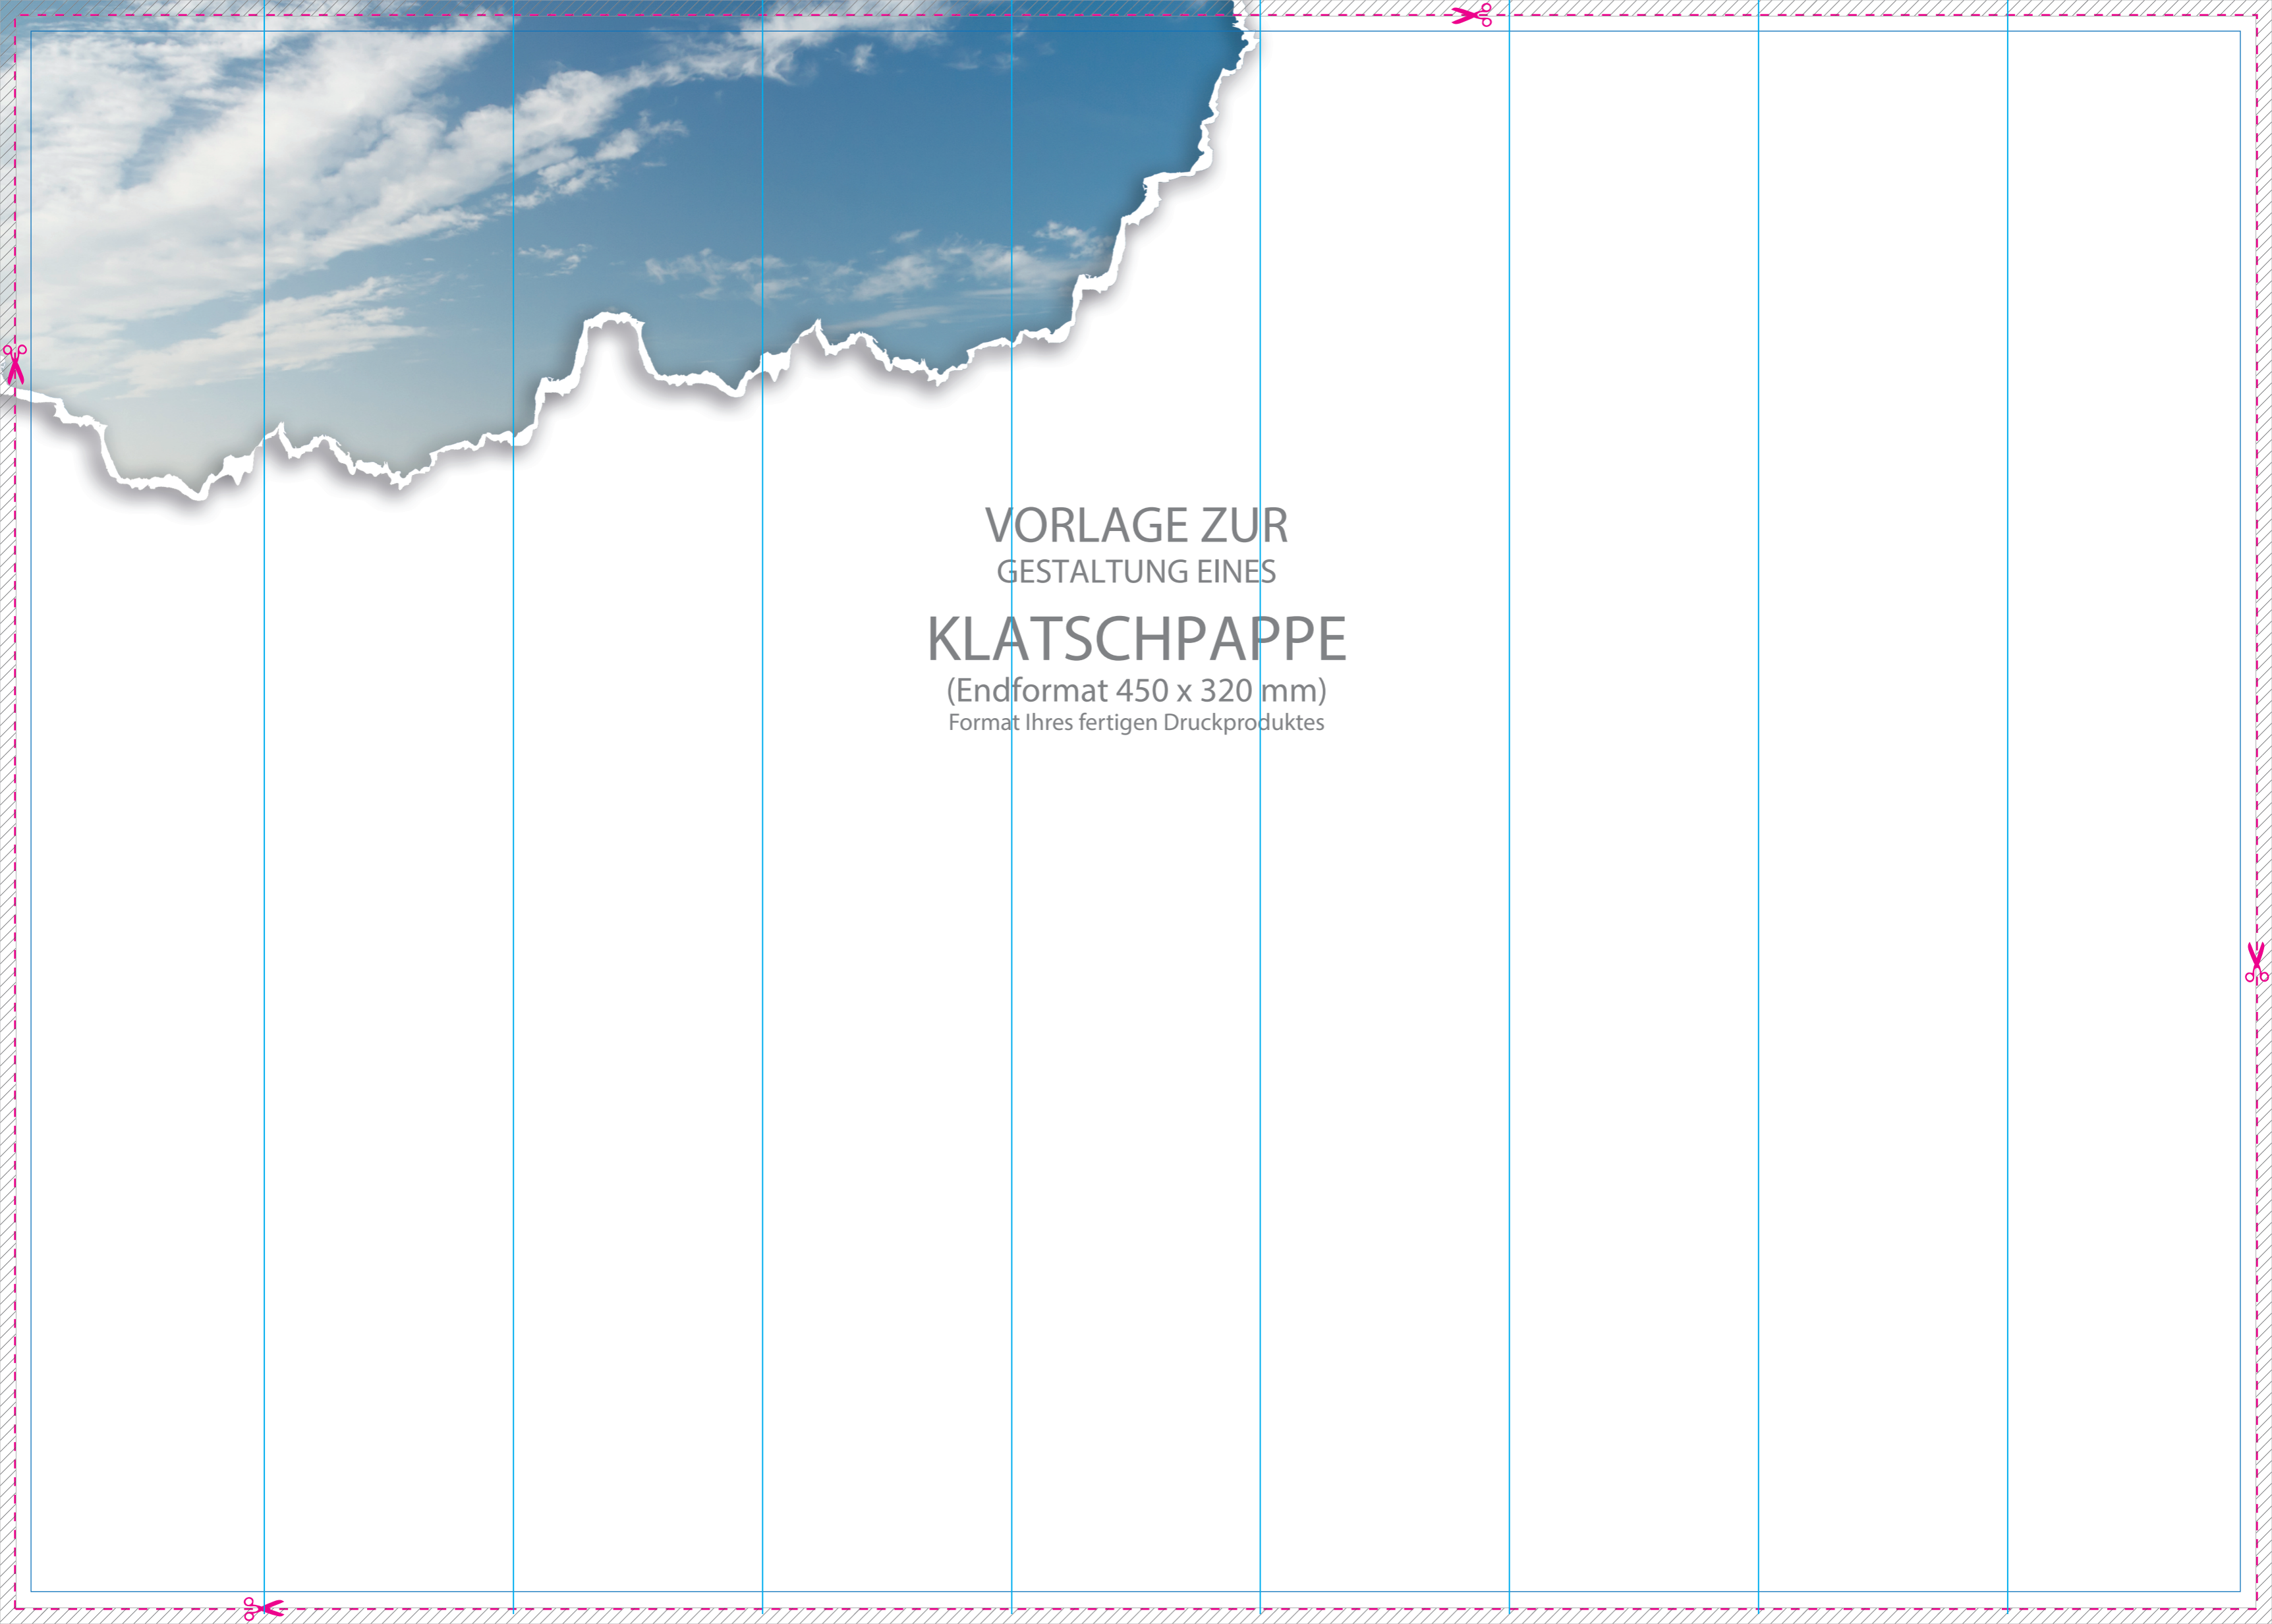 VORLAGE ZUR
GESTALTUNG EINES
KLATSCHPAPPE
(Endformat 450 x 320 mm)
Format Ihres fertigen Druckproduktes